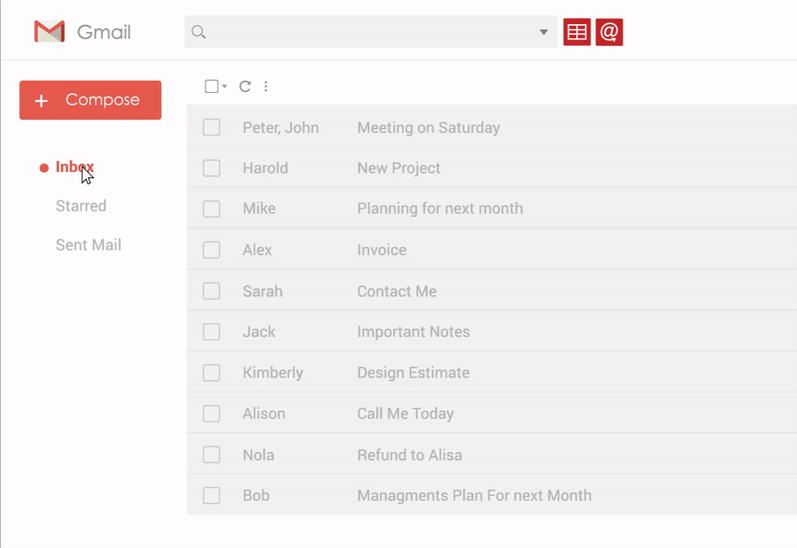 Gmail
@
+ Compose
Inbox
Starred
Sent Mail
Peter, John Meeting on Saturday
Harold New Project
Mike Planning for next month
Alex Invoice
Sarah Contact Me
Jack Important Notes
Kimberly Design Estimate
Alison Call Me Today
Nola Refund to Alisa
Bob Managments Plan For next Month